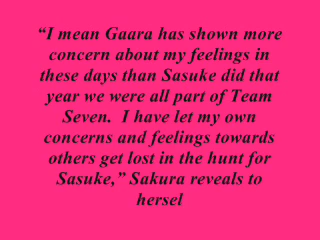 “I mean Gaara has shown more
concern about my feelings in
these days than Sasuke did that
year we were all part of Team
Seven.  I have let my own
concerns and feelings towards
others get lost in the hunt for
Sasuke,” Sakura reveals to
hersel